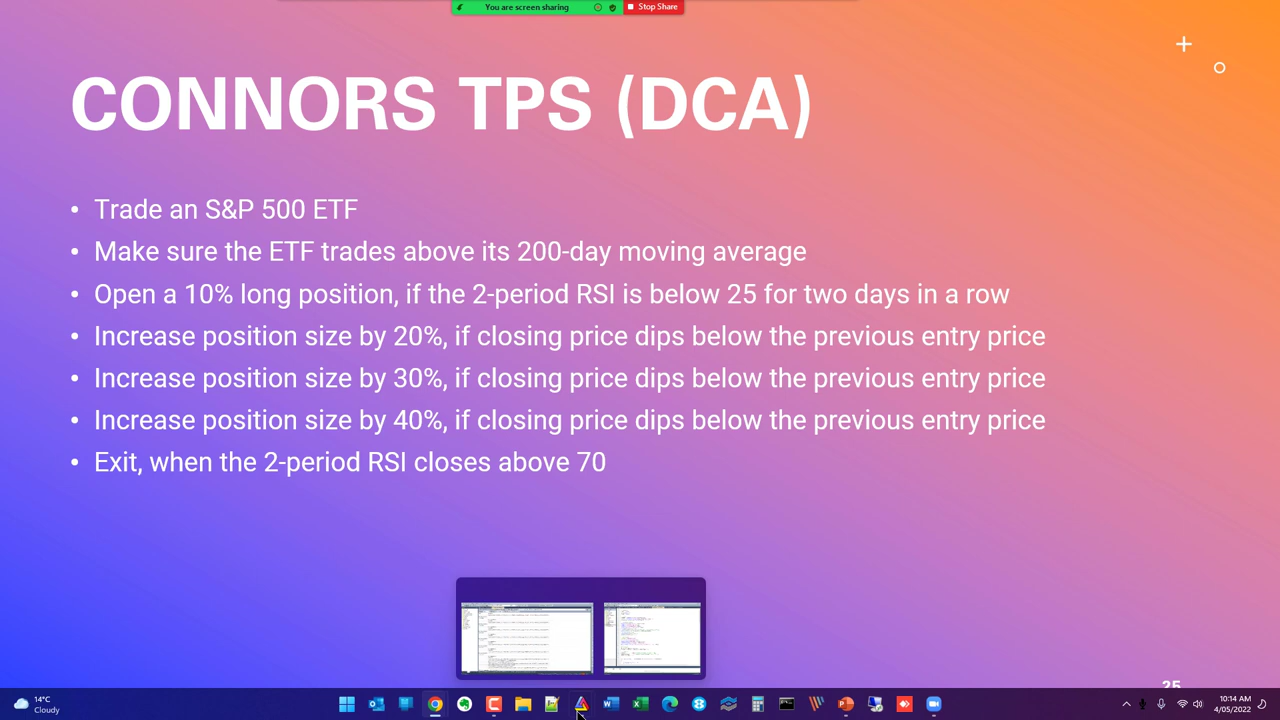 You are screen sharing
Stop Share
CONNORS TPS (DCA)
• Trade an S&P 500 ETF
• Make sure the ETF trades above its 200-day moving average
• Open a 10% long position, if the 2-period RSI is below 25 for two days in a row
• Increase position size by 20%, if closing price dips below the previous entry price
• Increase position size by 30%, if closing price dips below the previous entry price
• Increase position size by 40%, if closing price dips below the previous entry price
• Exit, when the 2-period RSI closes above 70
25
14°C
Cloudy
10:14 AM
4/05/2022